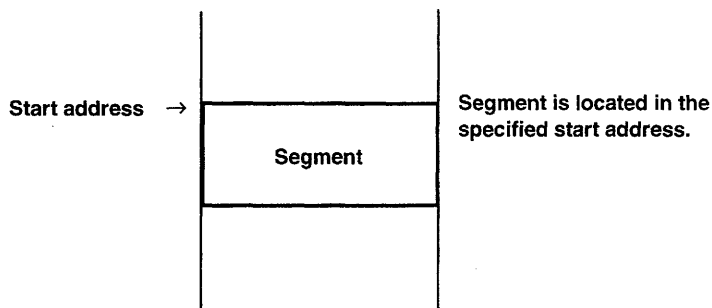 Start address →
Segment is located in the
specified start address.
Segment